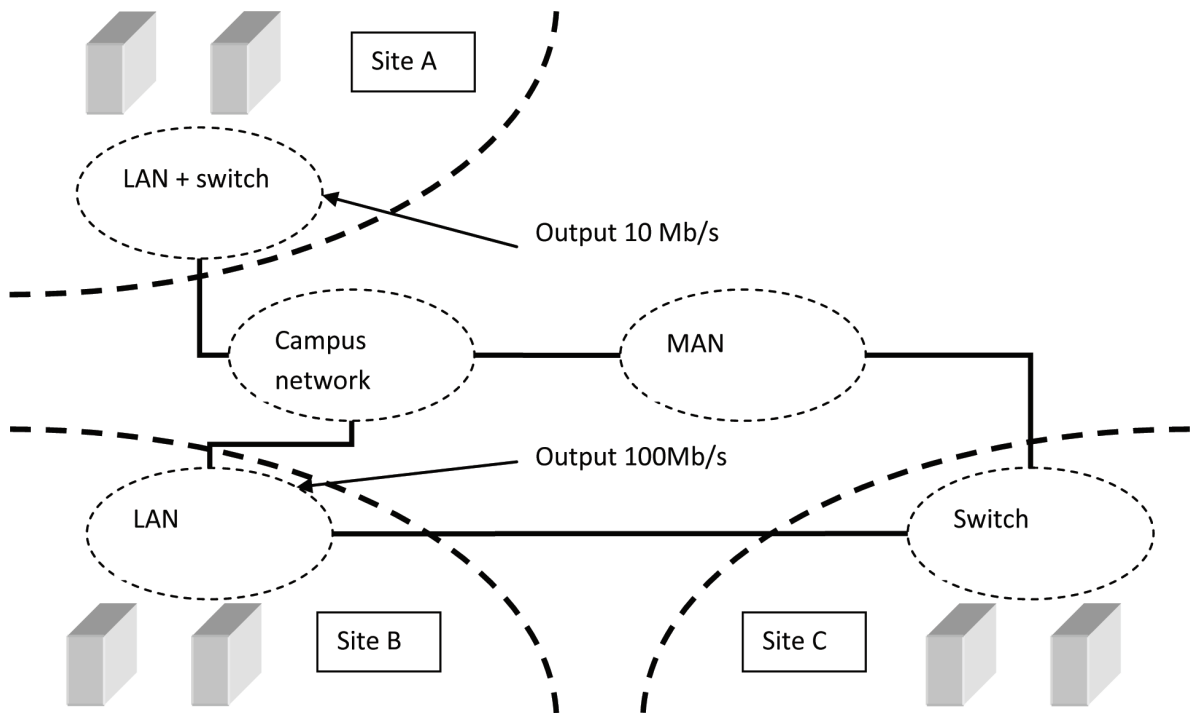 Site A
LAN + switch
Output 10 Mb/s
Campus
network
MAN
Output 100Mb/s
LAN
Switch
Site B
Site C